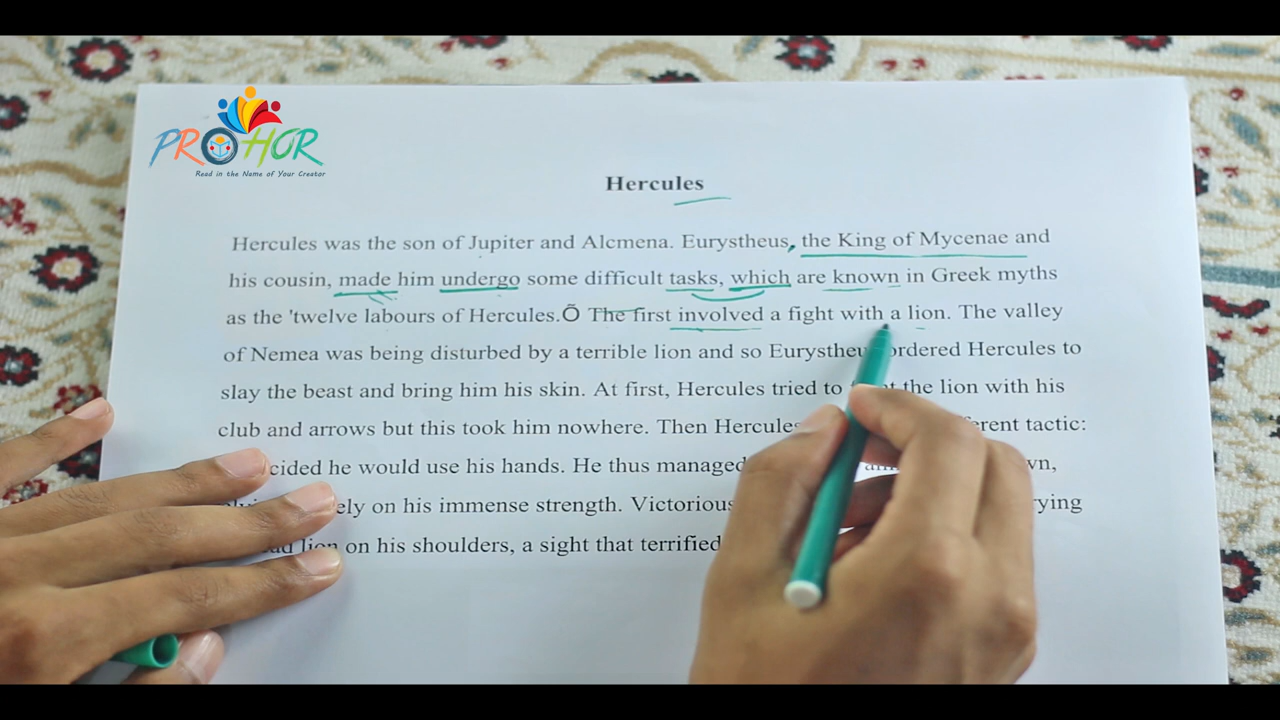 PROHOR
Read in the Name of Your Creator
Hercules
Hercules was the son of Jupiter and Alcmena. Eurystheus, the King of Mycenae and
his cousin, made him undergo some difficult tasks, which are known in Greek myths
as the 'twelve labours of Hercules.Õ The first involved a fight with a lion. The valley
of Nemea was being disturbed by a terrible lion and so Eurystheus ordered Hercules to
slay the beast and bring him his skin. At first, Hercules tried to the lion with his
club and arrows but this took him nowhere. Then Hercules tactic:
he would use his hands. He thus managed
on his immense strength. Victorious
lion on his shoulders, a sight that terrified